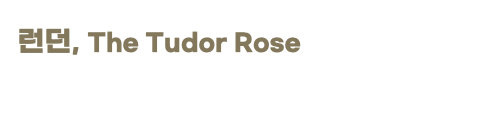 런던, The Tudor Rose